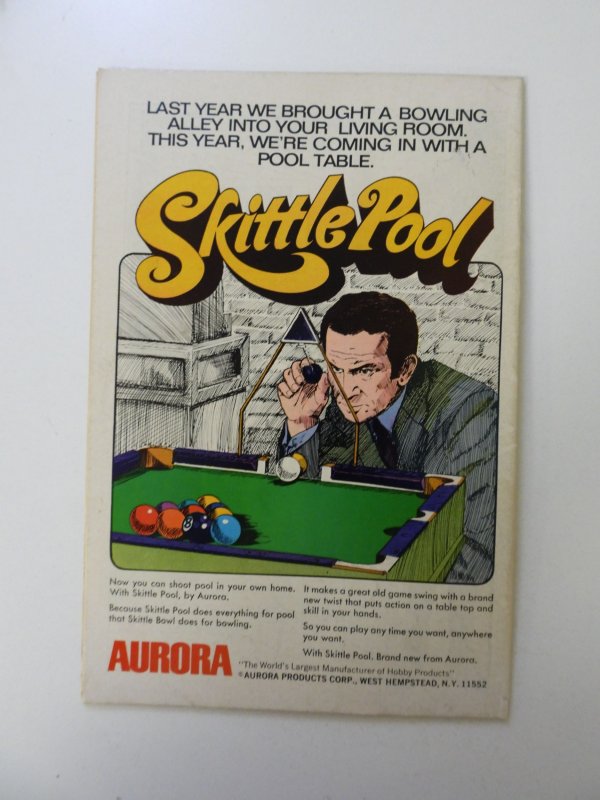 LAST YEAR WE BROUGHT A BOWLING
ALLEY INTO YOUR LIVING ROOM.
THIS YEAR, WE'RE COMING IN WITH A
POOL TABLE.
Skittle Pool
8
Now you can shoot pool in your own home.
With Skittle Pool, by Aurora.
Because Skittle Pool does everything for pool
that Skittle Bowl does for bowling.
It makes a great old game swing with a brand
new twist that puts action on a table top and
skill in your hands.
So you can play any time you want, anywhere
you want.
With Skittle Pool. Brand new from Aurora.
AURORA
"The World's Largest Manufacturer of Hobby Products"
©AURORA PRODUCTS CORP., WEST HEMPSTEAD, N.Y. 11552